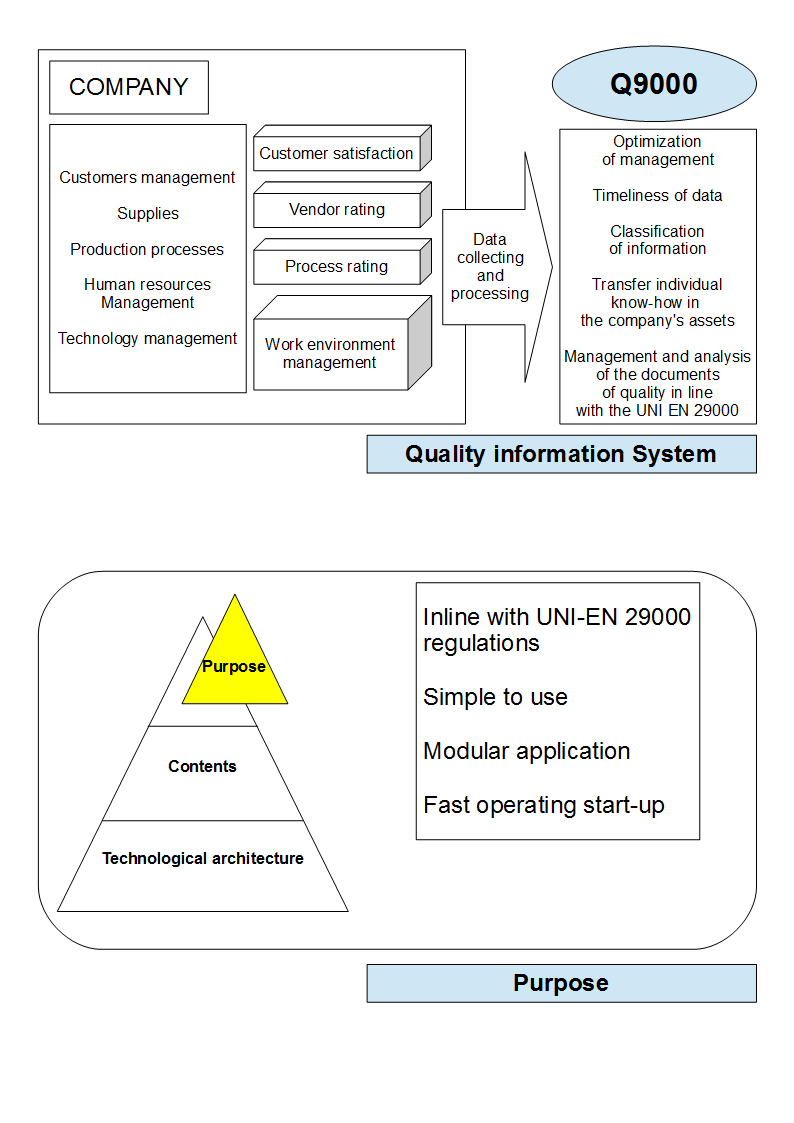 COMPANY
Customers management
Supplies
Production processes
Human resources
Management
Technology management
Customer satisfaction
Vendor rating
Process rating
Work environment
management
Data
collecting
and
processing
Q9000
Optimization
of management
Timeliness of data
Classification
of information
Transfer individual
know-how in
the company's assets
Management and analysis
of the documents
of quality in line
with the UNI EN 29000
Quality information System
Purpose
Contents
Technological architecture
Inline with UNI-EN 29000
regulations
Simple to use
Modular application
Fast operating start-up
Purpose